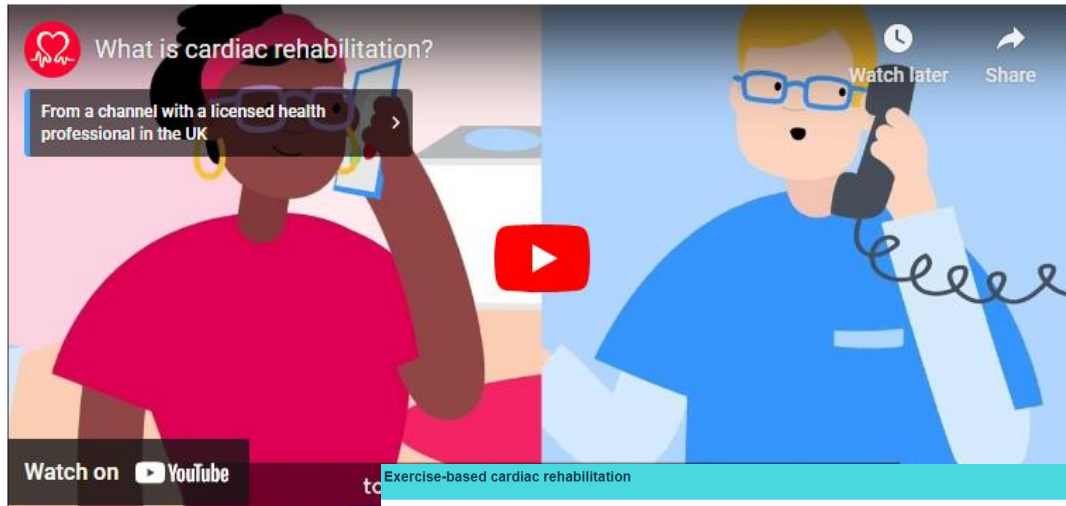 What is cardiac rehabilitation?
Watch later
Share
From a channel with a licensed health
professional in the UK
Watch on YouTube
Exercise-based cardiac rehabilitation